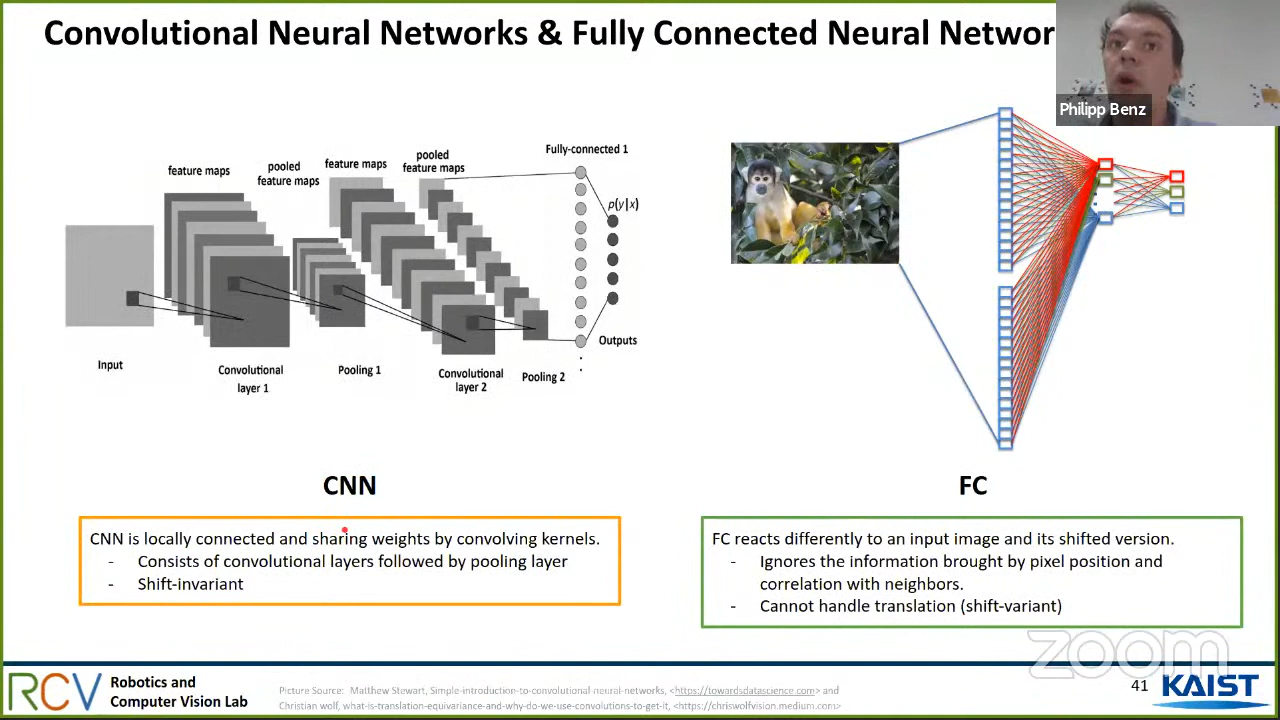 Convolutional Neural Networks & Fully Connected Neural Networ
Philipp Benz
feature maps
pooled
feature maps
feature maps
pooled
feature maps
Fully-connected 1
p(y|x)
Outputs
Input
Convolutional
layer 1
Pooling 1
Convolutional
layer 2
Pooling 2
CNN
FC
CNN is locally connected and sharing weights by convolving kernels.
- Consists of convolutional layers followed by pooling layer
- Shift-invariant
FC reacts differently to an input image and its shifted version.
- Ignores the information brought by pixel position and
correlation with neighbors.
- Cannot handle translation (shift-variant)
zoom
RCV
Robotics and
Computer Vision Lab
Picture Source: Matthew Stewart, Simple-introduction-to-convolutional-neural-networks, <https://towardsdatascience.com> and
Christian wolf, what-is-translation-equivariance-and-why-do-we-use-convolutions-to-get-it, <https://chriswolfvision.medium.com/>
41
KAIST